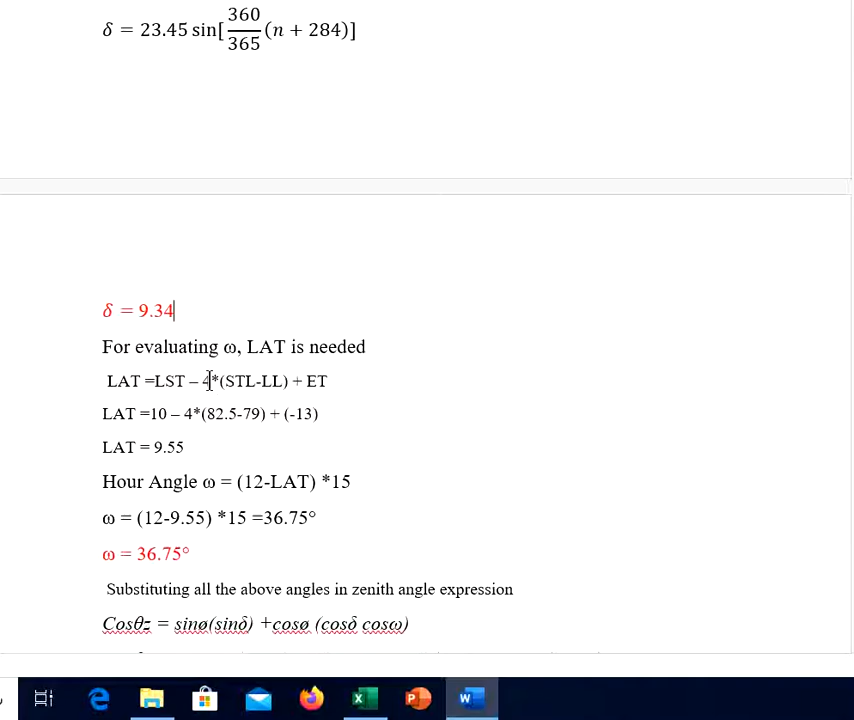 δ = 23.45 sin[360/365(n + 284)]
δ = 9.34
For evaluating ω, LAT is needed
LAT =LST – 4*(STL-LL) + ET
LAT =10 – 4*(82.5-79) + (-13)
LAT = 9.55
Hour Angle ω = (12-LAT) *15
ω = (12-9.55) *15 =36.75°
ω = 36.75°
Substituting all the above angles in zenith angle expression
Cosθz = sinø(sinδ) +cosø (cosδ cosω)